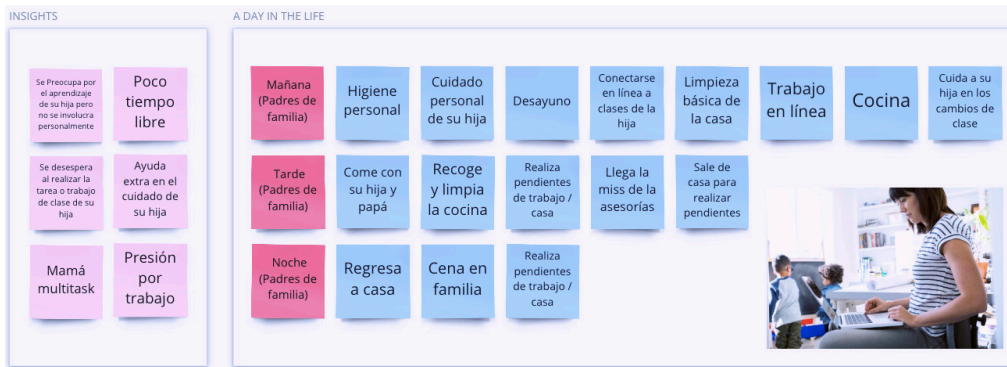 INSIGHTS
A DAY IN THE LIFE
Se Preocupa por
el aprendizaje
de su hija pero
no se involucra
personalmente
Poco
tiempo
libre
Se desespera
al realizar la
tarea o trabajo
de clase de su
hija
Ayuda
extra en el
cuidado de
su hija
Mamá
multitask
Presión
por
trabajo
Mañana
(Padres de
familia)
Higiene
personal
Cuidado
personal
de su hija
Desayuno
Conectarse
en línea a
clases de la
hija
Limpieza
básica de
la casa
Trabajo
en línea
Cocina
Cuida a su
hija en los
cambios de
clase
Tarde
(Padres de
familia)
Come con
su hija y
papá
Recoge
y limpia
la cocina
Realiza
pendientes
de trabajo /
casa
Llega la
miss de la
asesorías
Sale de
casa para
realizar
pendientes
Noche
(Padres de
familia)
Regresa
a casa
Cena en
familia
Realiza
pendientes
de trabajo /
casa